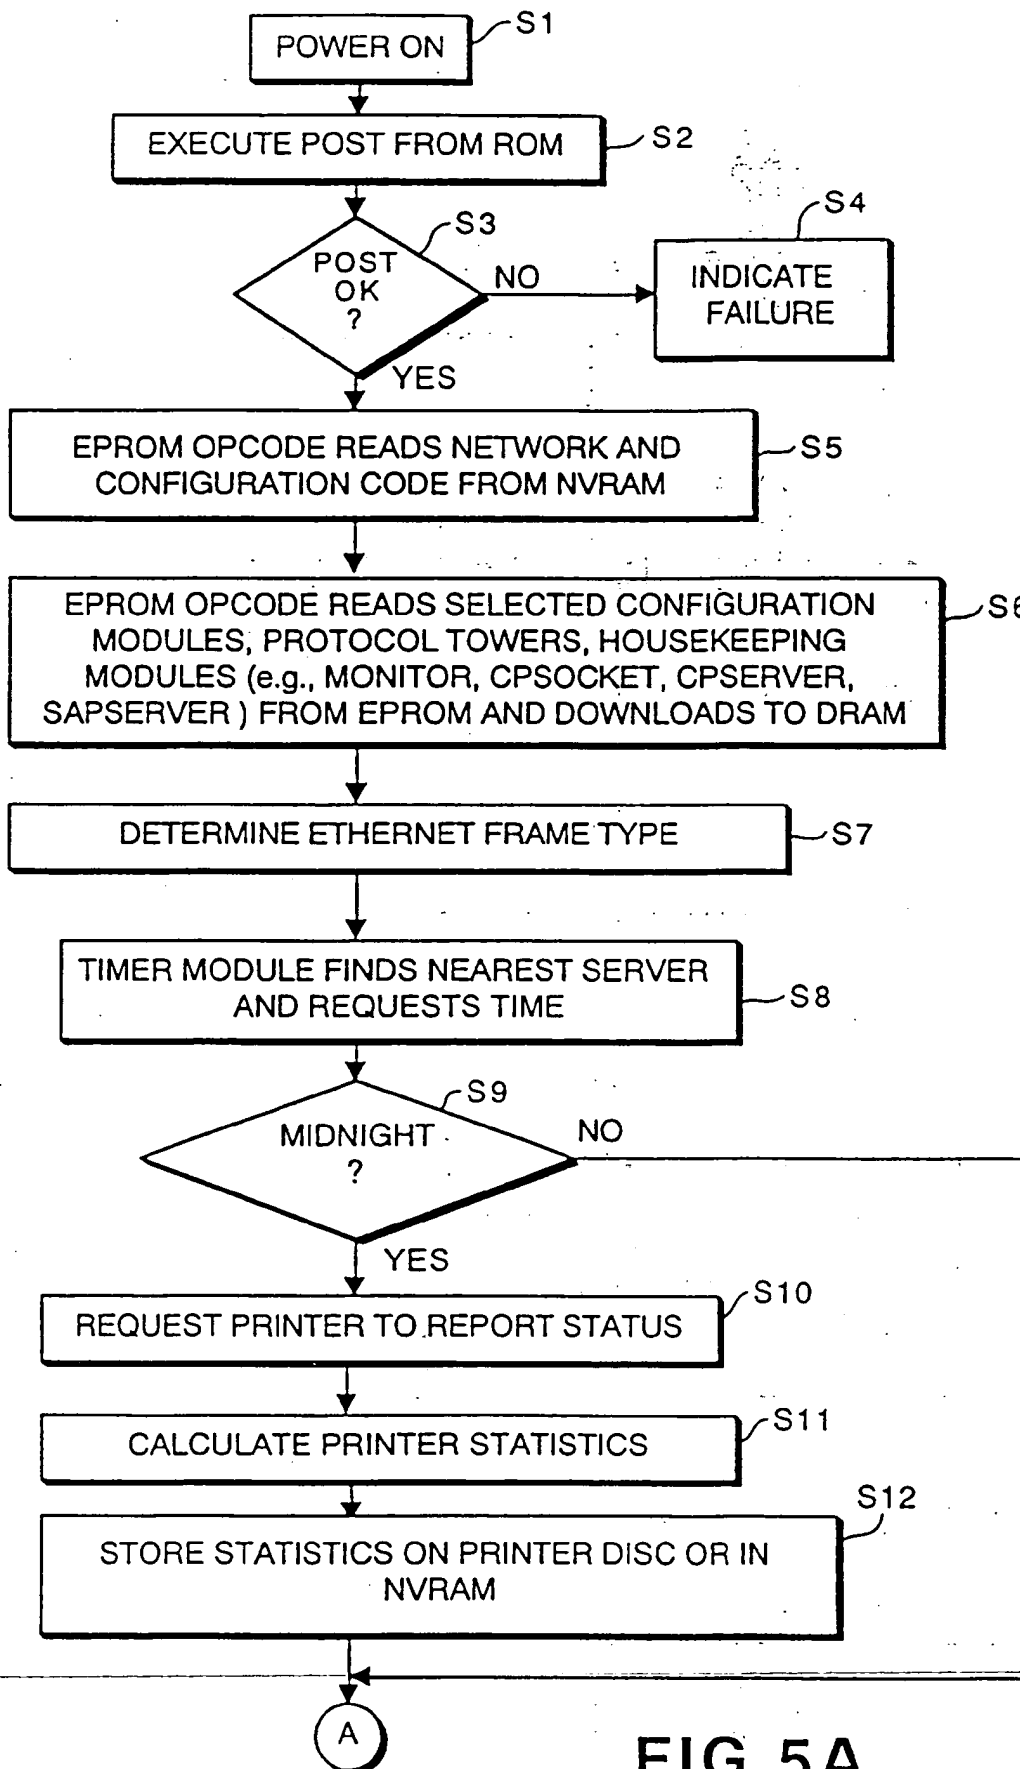 S1
POWER ON
EXECUTE POST FROM ROM
S2
S3
POST
OK
?
NO
S4
INDICATE
FAILURE
YES
EPROM OPCODE READS NETWORK AND
CONFIGURATION CODE FROM NVRAM
S5
EPROM OPCODE READS SELECTED CONFIGURATION
MODULES, PROTOCOL TOWERS, HOUSEKEEPING
MODULES (e.g., MONITOR, CPSOCKET, CPSERVER,
SAPSERVER ) FROM EPROM AND DOWNLOADS TO DRAM
S6
DETERMINE ETHERNET FRAME TYPE
S7
TIMER MODULE FINDS NEAREST SERVER
AND REQUESTS TIME
S8
S9
MIDNIGHT
?
NO
YES
S10
REQUEST PRINTER TO REPORT STATUS
S11
CALCULATE PRINTER STATISTICS
S12
STORE STATISTICS ON PRINTER DISC OR IN
NVRAM
A
FIG 5A